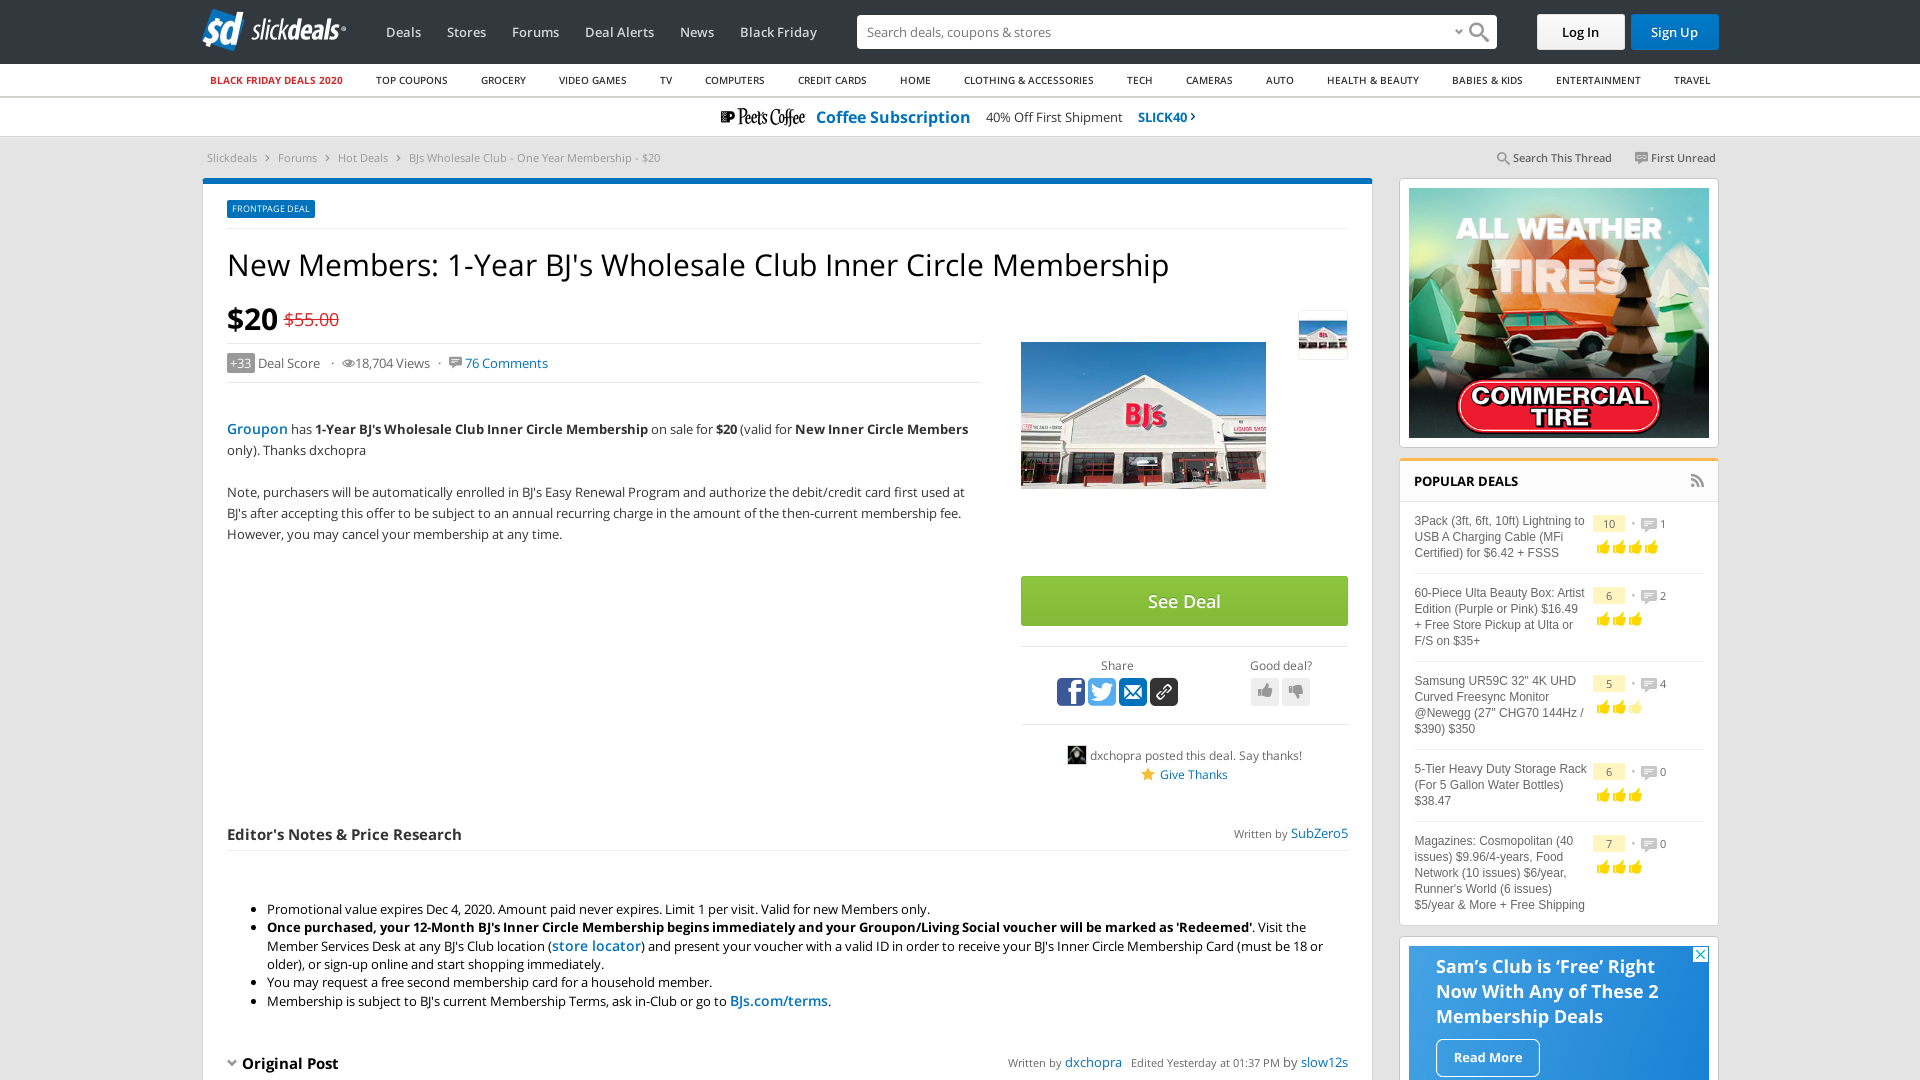 slickdeals
Deals
Stores
Forums
Deal Alerts
News
Black Friday
Search deals, coupons & stores
Log In
Sign Up
BLACK FRIDAY DEALS 2020
TOP COUPONS
GROCERY
VIDEO GAMES
TV
COMPUTERS
CREDIT CARDS
HOME
CLOTHING & ACCESSORIES
TECH
CAMERAS
AUTO
HEALTH & BEAUTY
BABIES & KIDS
ENTERTAINMENT
TRAVEL
Peet's Coffee Coffee Subscription 40% Off First Shipment SLICK40
Slickdeals › Forums › Hot Deals › BJs Wholesale Club - One Year Membership - $20
Search This Thread
First Unread
FRONTPAGE DEAL
New Members: 1-Year BJ's Wholesale Club Inner Circle Membership
$20 $55.00
+33 Deal Score · 18,704 Views · 76 Comments
Groupon has 1-Year BJ's Wholesale Club Inner Circle Membership on sale for $20 (valid for New Inner Circle Members
only). Thanks dxchopra
Note, purchasers will be automatically enrolled in BJ's Easy Renewal Program and authorize the debit/credit card first used at
BJ's after accepting this offer to be subject to an annual recurring charge in the amount of the then-current membership fee.
However, you may cancel your membership at any time.
BJ's
See Deal
Share
Good deal?
dxchopra posted this deal. Say thanks!
Give Thanks
Editor's Notes & Price Research
Written by SubZero5
Promotional value expires Dec 4, 2020. Amount paid never expires. Limit 1 per visit. Valid for new Members only.
Once purchased, your 12-Month BJ's Inner Circle Membership begins immediately and your Groupon/Living Social voucher will be marked as 'Redeemed'. Visit the
Member Services Desk at any BJ's Club location (store locator) and present your voucher with a valid ID in order to receive your BJ's Inner Circle Membership Card (must be 18 or
older), or sign-up online and start shopping immediately.
You may request a free second membership card for a household member.
Membership is subject to BJ's current Membership Terms, ask in-Club or go to BJs.com/terms.
Original Post
Written by dxchopra Edited Yesterday at 01:37 PM by slow12s
ALL WEATHER
TIRES
COMMERCIAL
TIRE
POPULAR DEALS
3Pack (3ft, 6ft, 10ft) Lightning to
USB A Charging Cable (MFi
Certified) for $6.42 + FSSS
10 • 1
60-Piece Ulta Beauty Box: Artist
Edition (Purple or Pink) $16.49
+ Free Store Pickup at Ulta or
F/S on $35+
6 • 2
Samsung UR59C 32" 4K UHD
Curved Freesync Monitor
@Newegg (27" CHG70 144Hz /
$390) $350
5 • 4
5-Tier Heavy Duty Storage Rack
(For 5 Gallon Water Bottles)
$38.47
6 • 0
Magazines: Cosmopolitan (40
issues) $9.96/4-years, Food
Network (10 issues) $6/year,
Runner's World (6 issues)
$5/year & More + Free Shipping
7 • 0
Sam's Club is ‘Free’ Right
Now With Any of These 2
Membership Deals
Read More